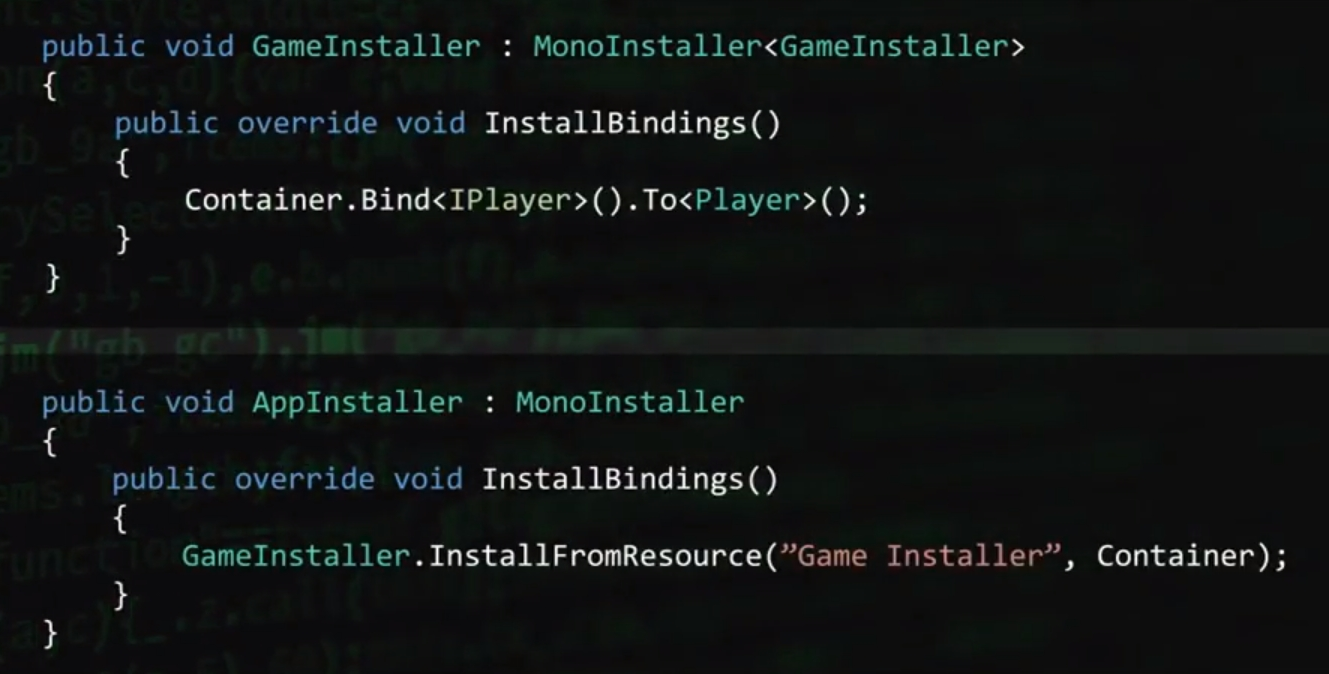 public void GameInstaller : MonoInstaller<GameInstaller>
{
public override void InstallBindings()
{
Container.Bind<IPlayer>().To<Player>();
}
}
public void AppInstaller : MonoInstaller
{
public override void InstallBindings()
{
GameInstaller.InstallFromResource(”Game Installer”, Container);
}
}